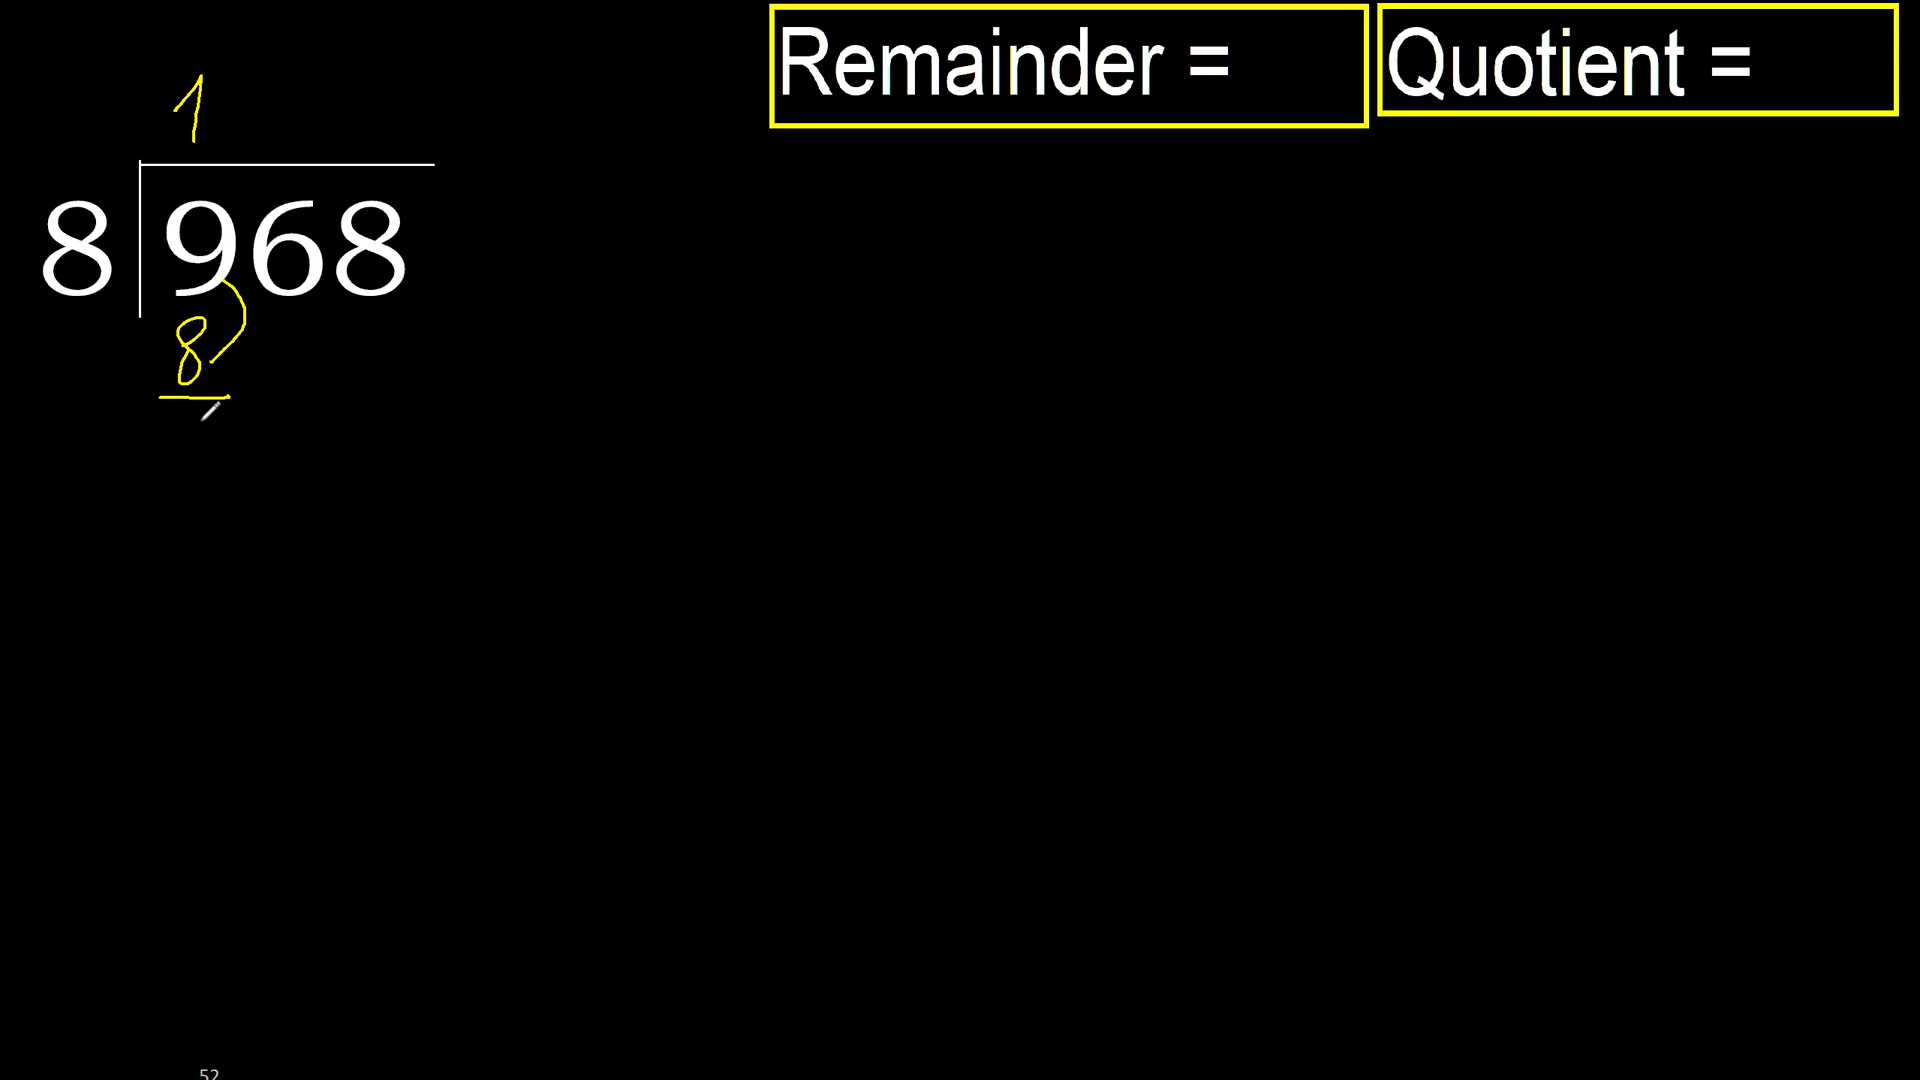 Remainder =
Quotient =
1
8 968
8
52